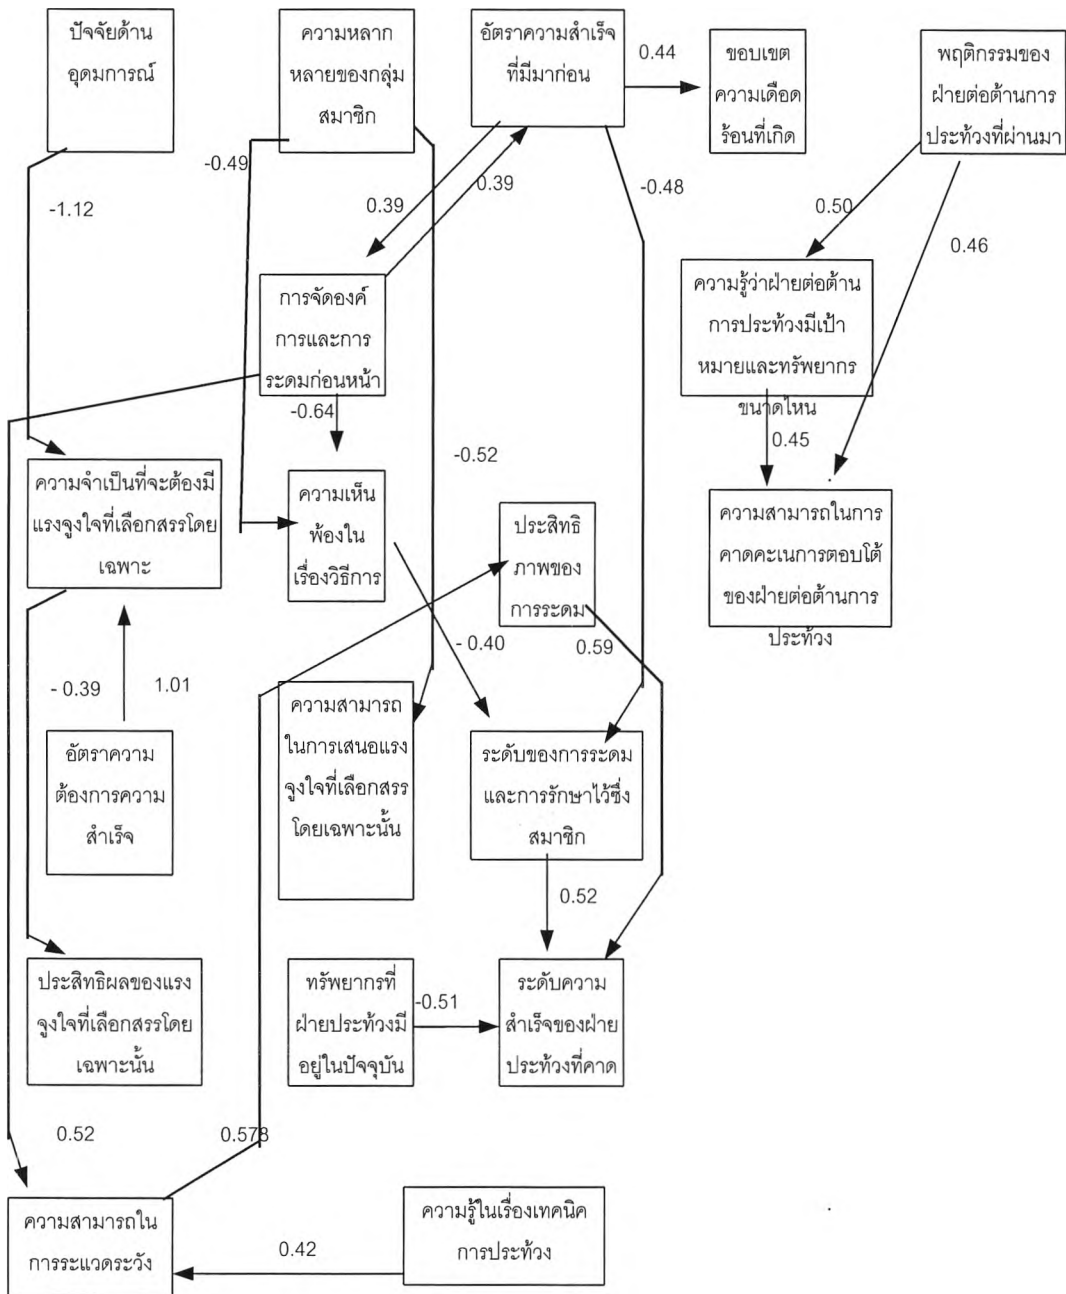 ปัจจัยด้าน
อุดมการณ์
ความหลาก
หลายของกลุ่ม
สมาชิก
อัตราความสำเร็จ
ที่มีมาก่อน
0.44
ขอบเขต
ความเดือด
ร้อนที่เกิด
พฤติกรรมของ
ฝ่ายต่อต้านการ
ประท้วงที่ผ่านมา
-0.49
-1.12
0.39
0.39
-0.48
0.50
0.46
การจัดองค์
การและการ
ระดมก่อนหน้า
ความรู้ว่าฝ่ายต่อต้าน
การประท้วงมีเป้า
หมายและทรัพยากร
ขนาดไหน
-0.64
0.45
-0.52
ความจำเป็นที่จะต้องมี
แรงจูงใจที่เลือกสรรโดย
เฉพาะ
ความเห็น
พ้องใน
เรื่องวิธีการ
ประสิทธิ
ภาพของ
การระดม
ความสามารถในการ
คาดคะเนการตอบโต้
ของฝ่ายต่อต้านการ
ประท้วง
- 0.40
0.59
- 0.39
1.01
อัตราความ
ต้องการความ
สำเร็จ
ความสามารถ
ในการเสนอแรง
จูงใจที่เลือกสรร
โดยเฉพาะนั้น
ระดับของการระดม
และการรักษาไว้ซึ่ง
สมาชิก
0.52
ประสิทธิผลของแรง
จูงใจที่เลือกสรรโดย
เฉพาะนั้น
ทรัพยากรที่
ฝ่ายประท้วงมี
อยู่ในปัจจุบัน
-0.51
ระดับความ
สำเร็จของฝ่าย
ประท้วงที่คาด
0.52
0.578
ความสามารถใน
การระแวดระวัง
0.42
ความรู้ในเรื่องเทคนิค
การประท้วง